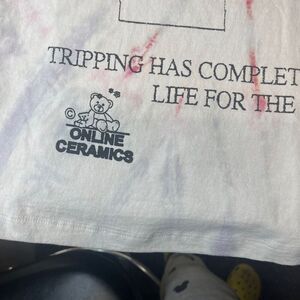 TRIPPING HAS COMPLET
LIFE FOR THE
©
ONLINE
CERAMICS